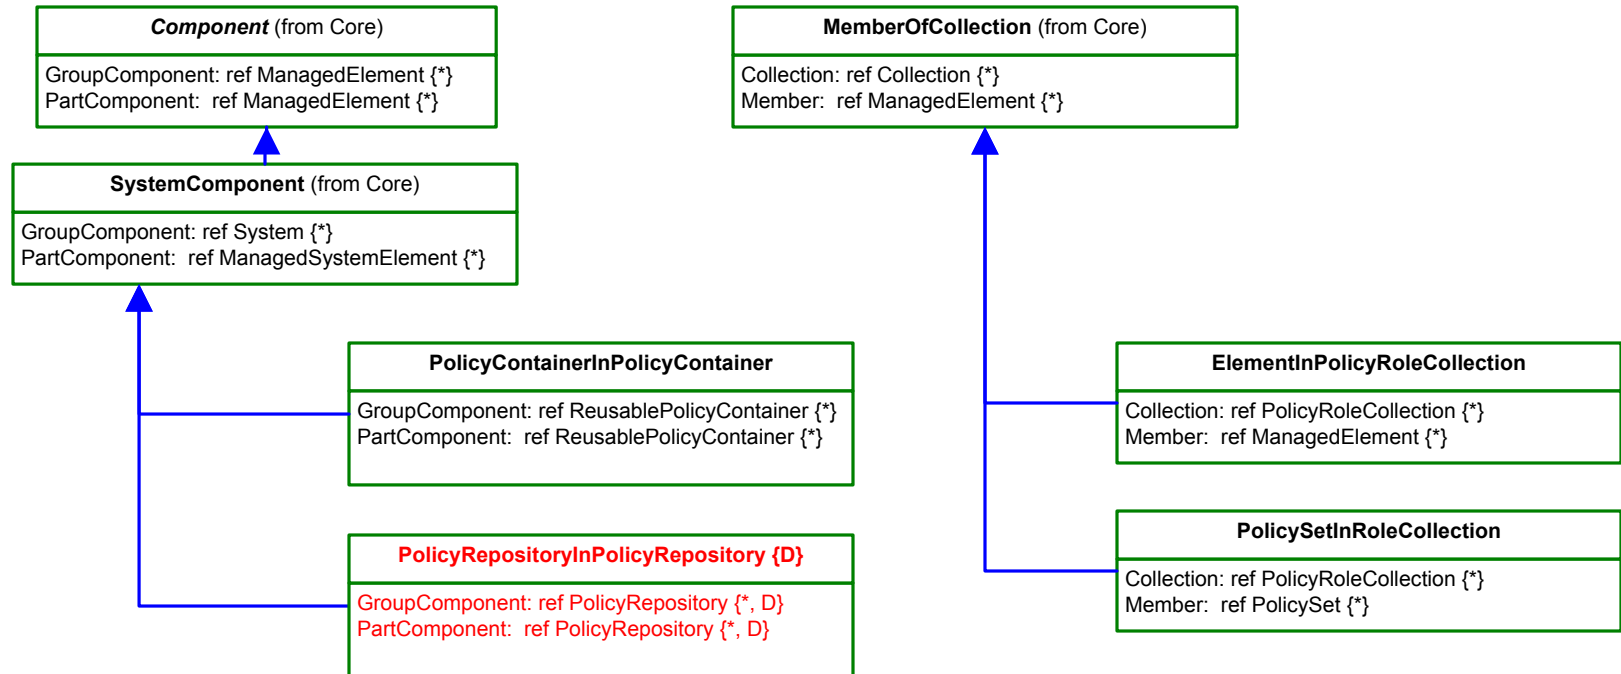 Component (from Core)
GroupComponent: ref ManagedElement {*}
PartComponent: ref ManagedElement {*}
SystemComponent (from Core)
GroupComponent: ref System {*}
PartComponent: ref ManagedSystemElement {*}
PolicyContainerInPolicyContainer
GroupComponent: ref ReusablePolicyContainer {*}
PartComponent: ref ReusablePolicyContainer {*}
PolicyRepositoryInPolicyRepository {D}
GroupComponent: ref PolicyRepository {*, D}
PartComponent: ref PolicyRepository {*, D}
MemberOfCollection (from Core)
Collection: ref Collection {*}
Member: ref ManagedElement {*}
ElementInPolicyRoleCollection
Collection: ref PolicyRoleCollection {*}
Member: ref ManagedElement {*}
PolicySetInRoleCollection
Collection: ref PolicyRoleCollection {*}
Member: ref PolicySet {*}